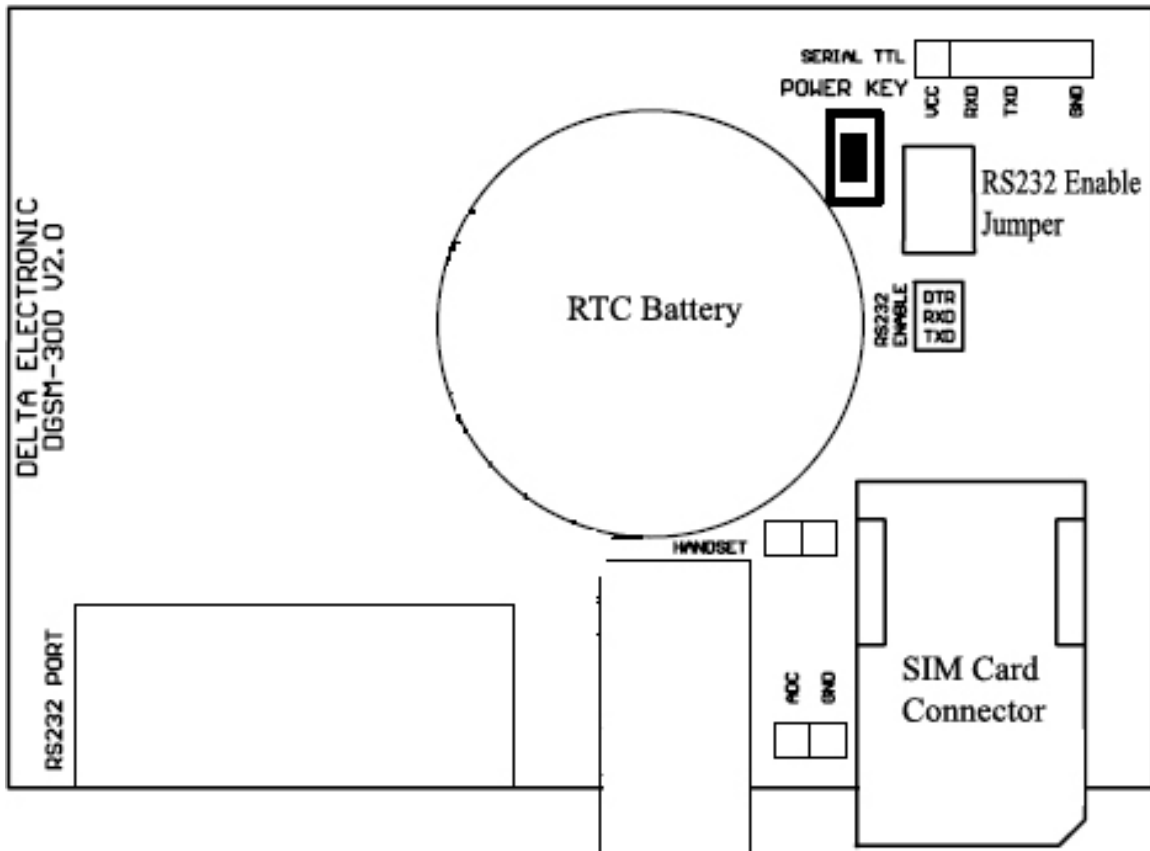 SERIAL TTL
POWER KEY
VCC
RXD
TXD
GND
RS232 Enable
Jumper
DELTA ELECTRONIC
DGSM-300 V2.0
RTC Battery
RS232
ENABLE
DTR
RXD
TXD
HANDSET
RS232 PORT
ADC
GND
SIM Card
Connector